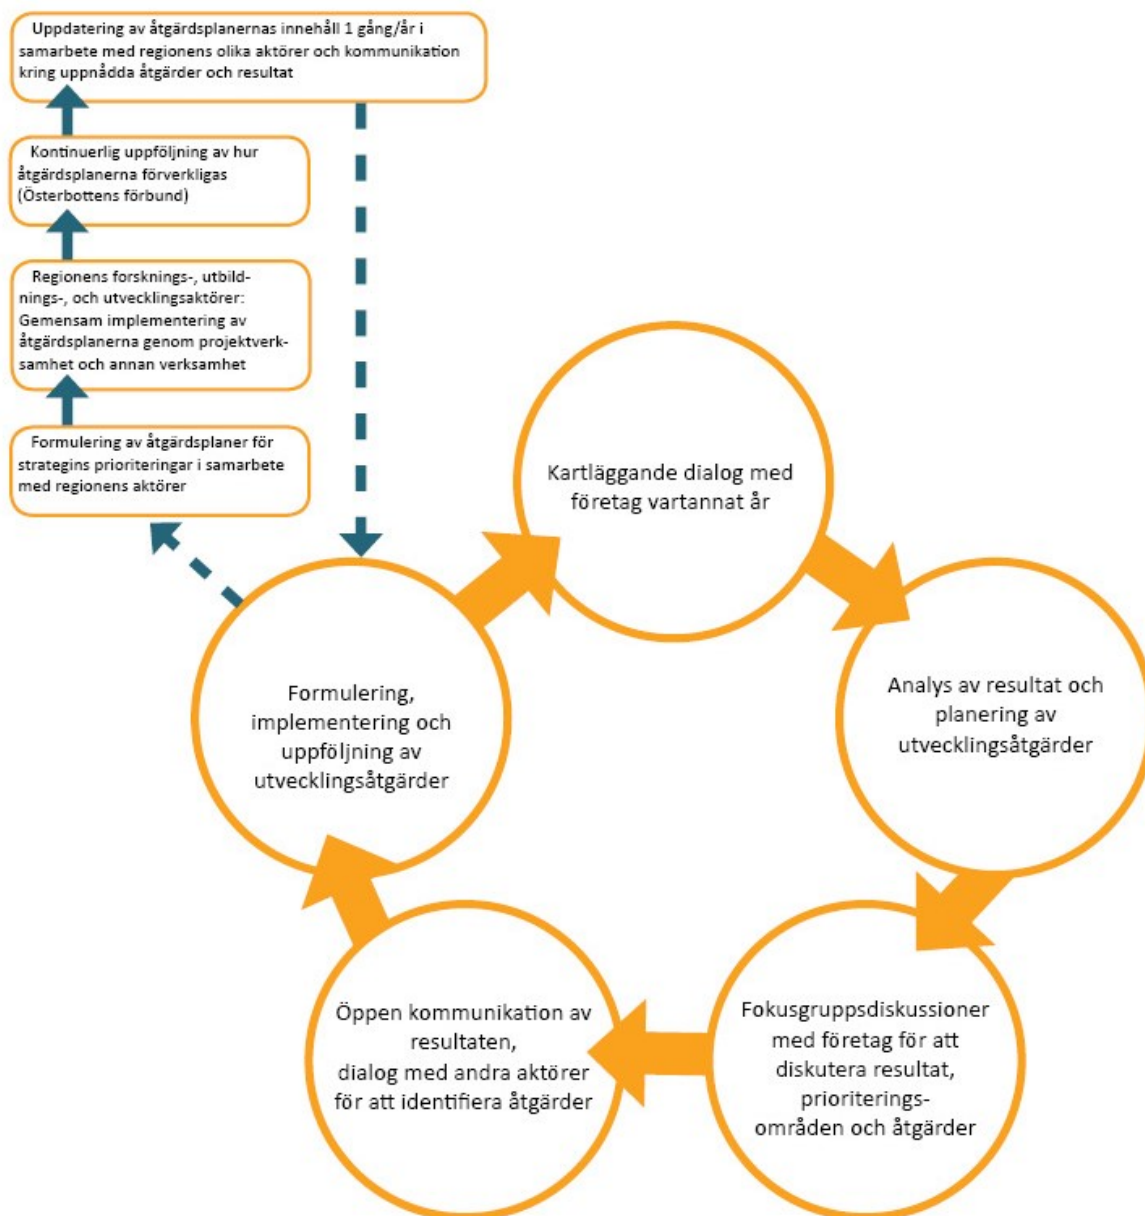 Uppdatering av åtgärdsplanernas innehåll 1 gång/år i
samarbete med regionens olika aktörer och kommunikation
kring uppnådda åtgärder och resultat
Kontinuerlig uppföljning av hur
åtgärdsplanerna förverkligas
(Österbottens förbund)
Regionens forsknings-, utbild-
nings-, och utvecklingsaktörer:
Gemensam implementering av
åtgärdsplanerna genom projektverk-
samhet och annan verksamhet
Formulering av åtgärdsplaner för
strategins prioriteringar i samarbete
med regionens aktörer
Kartläggande dialog med
företag vartannat år
Analys av resultat och
planering av
utvecklingsåtgärder
Fokusgruppsdiskussioner
med företag för att
diskutera resultat,
prioriterings-
områden och åtgärder
Öppen kommunikation av
resultaten,
dialog med andra aktörer
för att identifiera åtgärder
Formulering,
implementering och
uppföljning av
utvecklingsåtgärder